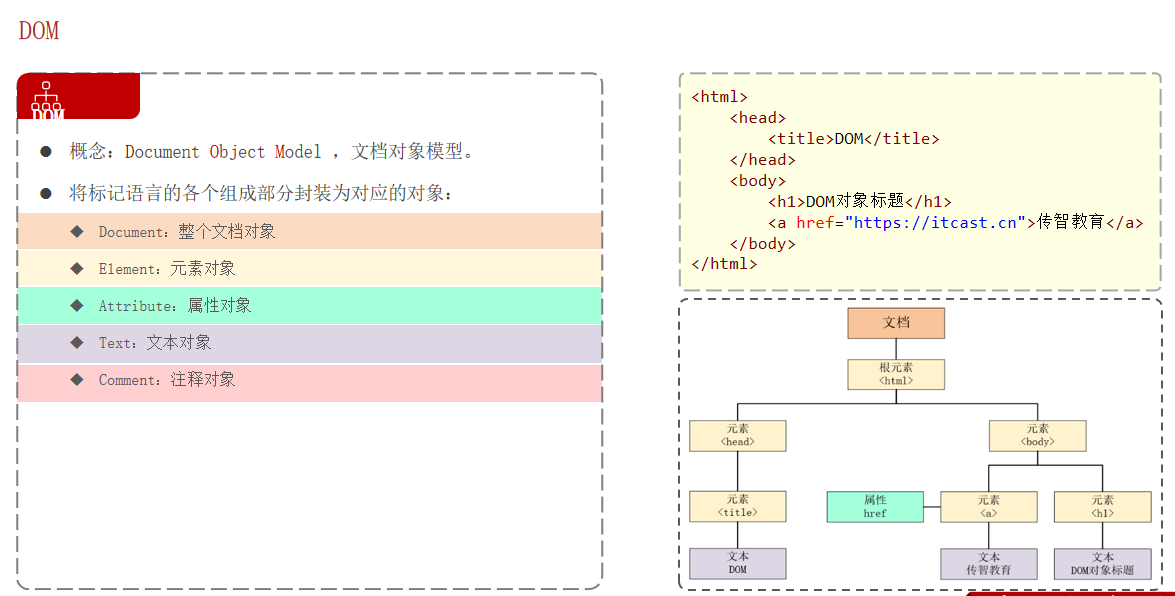 DOM
DOM
概念：Document Object Model ，文档对象模型。
将标记语言的各个组成部分封装为对应的对象：
Document：整个文档对象
Element：元素对象
Attribute：属性对象
Text：文本对象
Comment：注释对象
<html>
<head>
<title>DOM</title>
</head>
<body>
<h1>DOM对象标题</h1>
<a href="https://itcast.cn">传智教育</a>
</body>
</html>
文档
根元素
<html>
元素
<head>
元素
<body>
元素
<title>
属性
href
元素
<a>
元素
<h1>
文本
DOM
文本
传智教育
文本
DOM对象标题